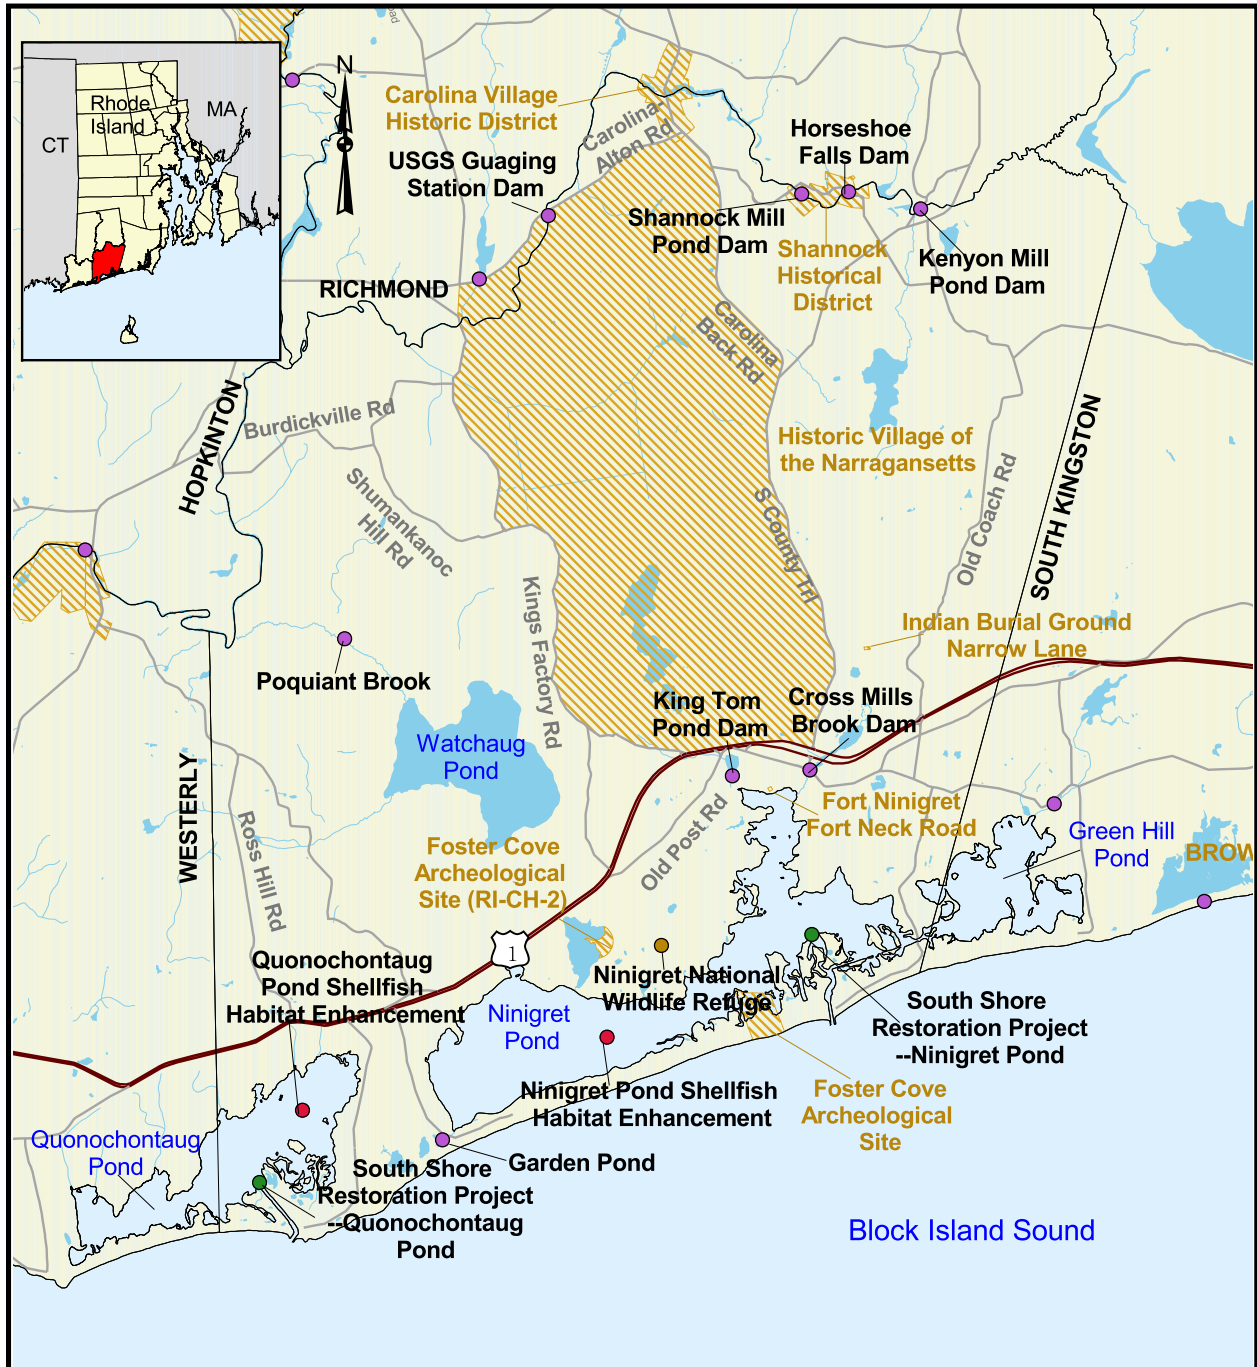 N
Rhode
Island
MA
CT
Carolina Village
Historic District
Carolina-
Alton Rd
USGS Guaging
Station Dam
Horseshoe
Falls Dam
Shannock Mill
Pond Dam
Shannock
Historical
District
Kenyon Mill
Pond Dam
RICHMOND
Carolina
Back Rd
HOPKINTON
Burdickville Rd
Historic Village of
the Narragansetts
Shumankanoc
Hill Rd
S County Trl
Old Coach Rd
SOUTH KINGSTON
Kings Factory Rd
Indian Burial Ground
Narrow Lane
Poquiant Brook
King Tom
Pond Dam
Cross Mills
Brook Dam
Watchaug
Pond
WESTERLY
Ross Hill Rd
Old Post Rd
Fort Ninigret
Fort Neck Road
Green Hill
Pond
BROW
Foster Cove
Archeological
Site (RI-CH-2)
1
Quonochontaug
Pond Shellfish
Habitat Enhancement
Ninigret National
Wildlife Refuge
Ninigret
Pond
South Shore
Restoration Project
--Ninigret Pond
Ninigret Pond Shellfish
Habitat Enhancement
Foster Cove
Archeological
Site
Quonochontaug
Pond
Garden Pond
South Shore
Restoration Project
--Quonochontaug
Pond
Block Island Sound